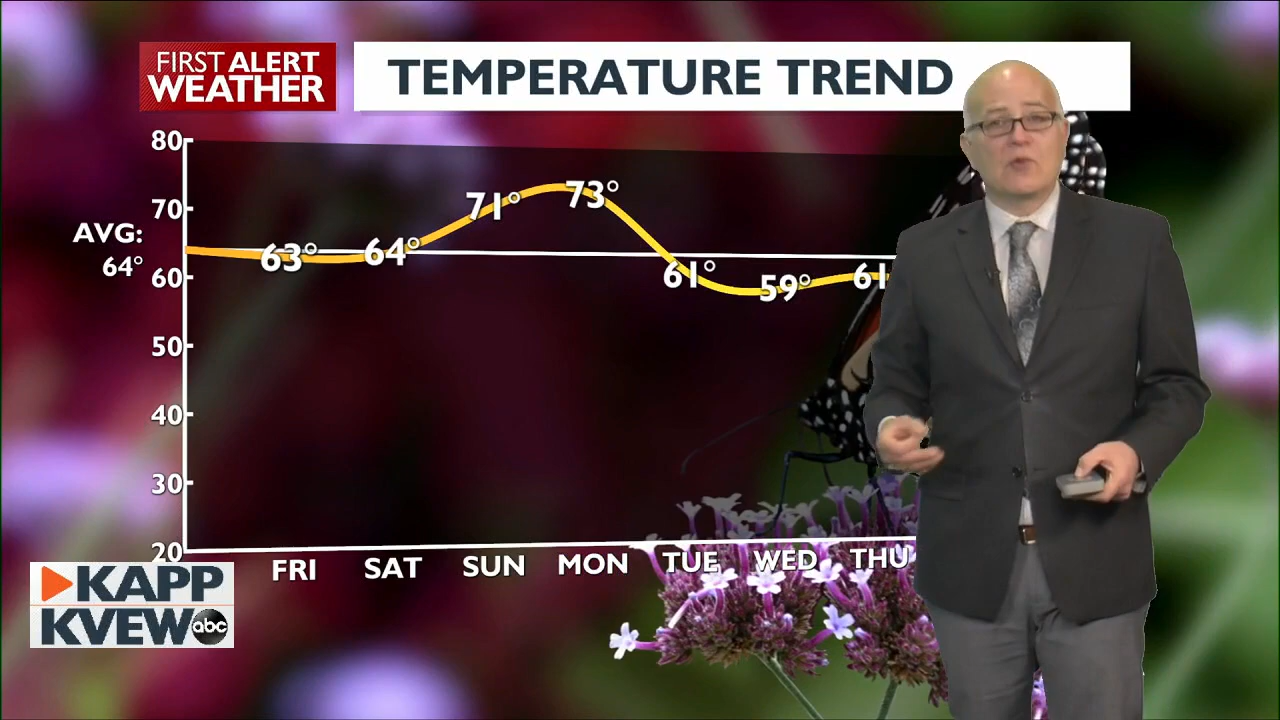 FIRST ALERT
WEATHER
TEMPERATURE TREND
80
70
AVG:
64°
60
50
40
30
20
63°
64°
71°
73°
61°
59°
61
FRI
SAT
SUN
MON
TUE
WED
THU
KAPP
KVEW abc